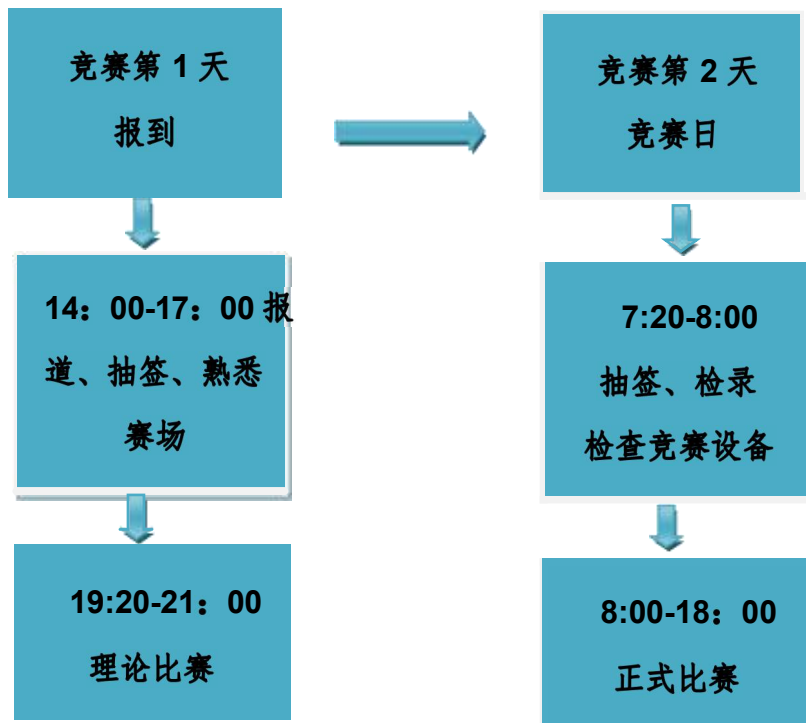 竞赛第 1 天
报到
14：00-17：00 报
道、抽签、熟悉
赛场
19:20-21：00
理论比赛
竞赛第 2 天
竞赛日
7:20-8:00
抽签、检录
检查竞赛设备
8:00-18：00
正式比赛